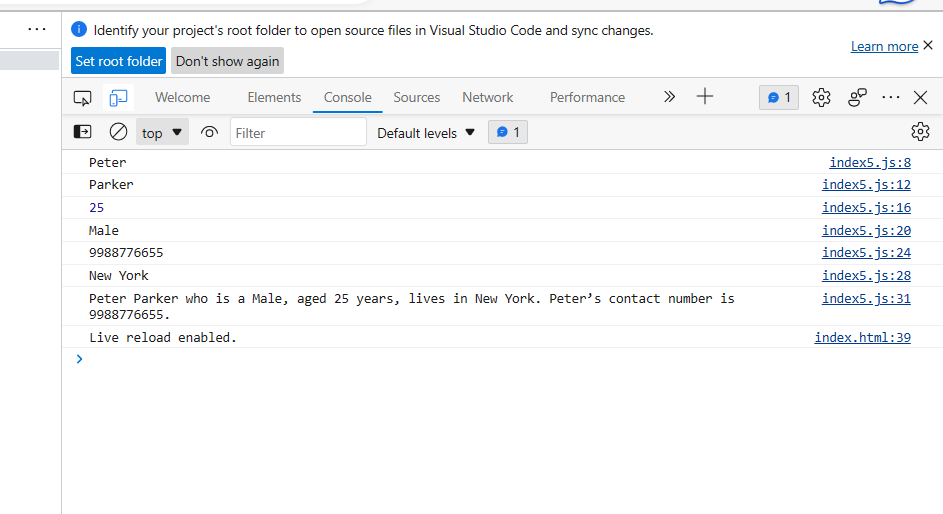 Identify your project's root folder to open source files in Visual Studio Code and sync changes.
Learn more
Set root folder Don't show again
Welcome Elements Console Sources Network Performance 1
top Filter Default levels 1
Peter index5.js:8
Parker index5.js:12
25 index5.js:16
Male index5.js:20
9988776655 index5.js:24
New York index5.js:28
Peter Parker who is a Male, aged 25 years, lives in New York. Peter’s contact number is index5.js:31
9988776655.
Live reload enabled. index.html:39